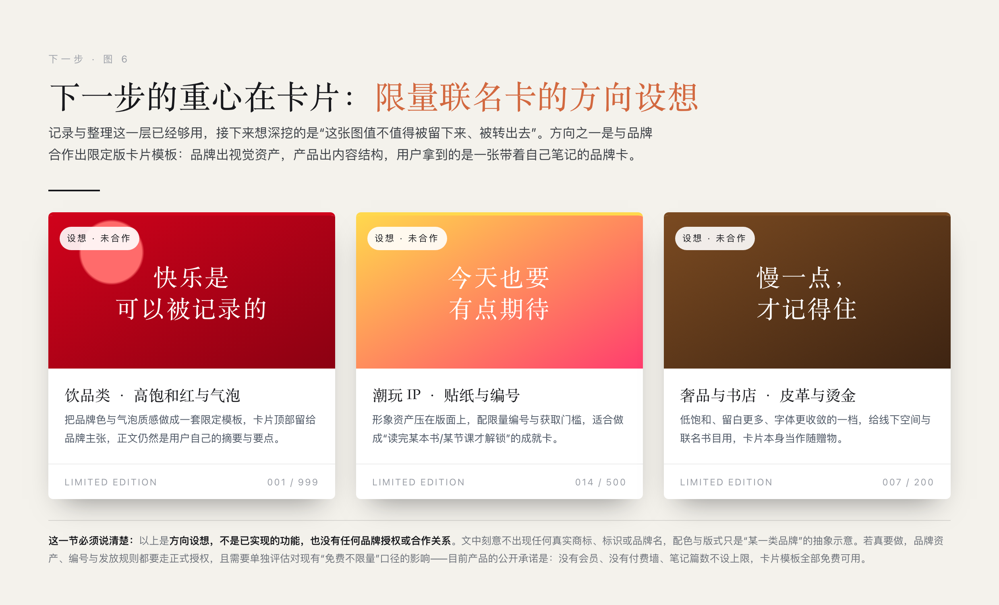 下一步 · 图 6
下一步的重心在卡片：限量联名卡的方向设想
记录与整理这一层已经够用，接下来想深挖的是“这张图值不值得被留下来、被转出去”。方向之一是与品牌
合作出限定版卡片模板：品牌出视觉资产，产品出内容结构，用户拿到的是一张带着自己笔记的品牌卡。
设想 · 未合作
快乐是
可以被记录的
饮品类 · 高饱和红与气泡
把品牌色与气泡质感做成一套限定模板，卡片顶部留给
品牌主张，正文仍然是用户自己的摘要与要点。
LIMITED EDITION 001 / 999
设想 · 未合作
今天也要
有点期待
潮玩 IP · 贴纸与编号
形象资产压在版面上，配限量编号与获取门槛，适合做
成“读完某本书/某节课才解锁”的成就卡。
LIMITED EDITION 014 / 500
设想 · 未合作
慢一点，
才记得住
奢品与书店 · 皮革与烫金
低饱和、留白更多、字体更收敛的一档，给线下空间与
联名书目用，卡片本身当作随赠物。
LIMITED EDITION 007 / 200
这一节必须说清楚：以上是方向设想，不是已实现的功能，也没有任何品牌授权或合作关系。文中刻意不出现任何真实商标、标识或品牌名，配色与版式只是“某一类品牌”的抽象示意。若真要做，品牌资
产、编号与发放规则都要走正式授权，且需要单独评估对现有“免费不限量”口径的影响——目前产品的公开承诺是：没有会员、没有付费墙、笔记篇数不设上限，卡片模板全部免费可用。